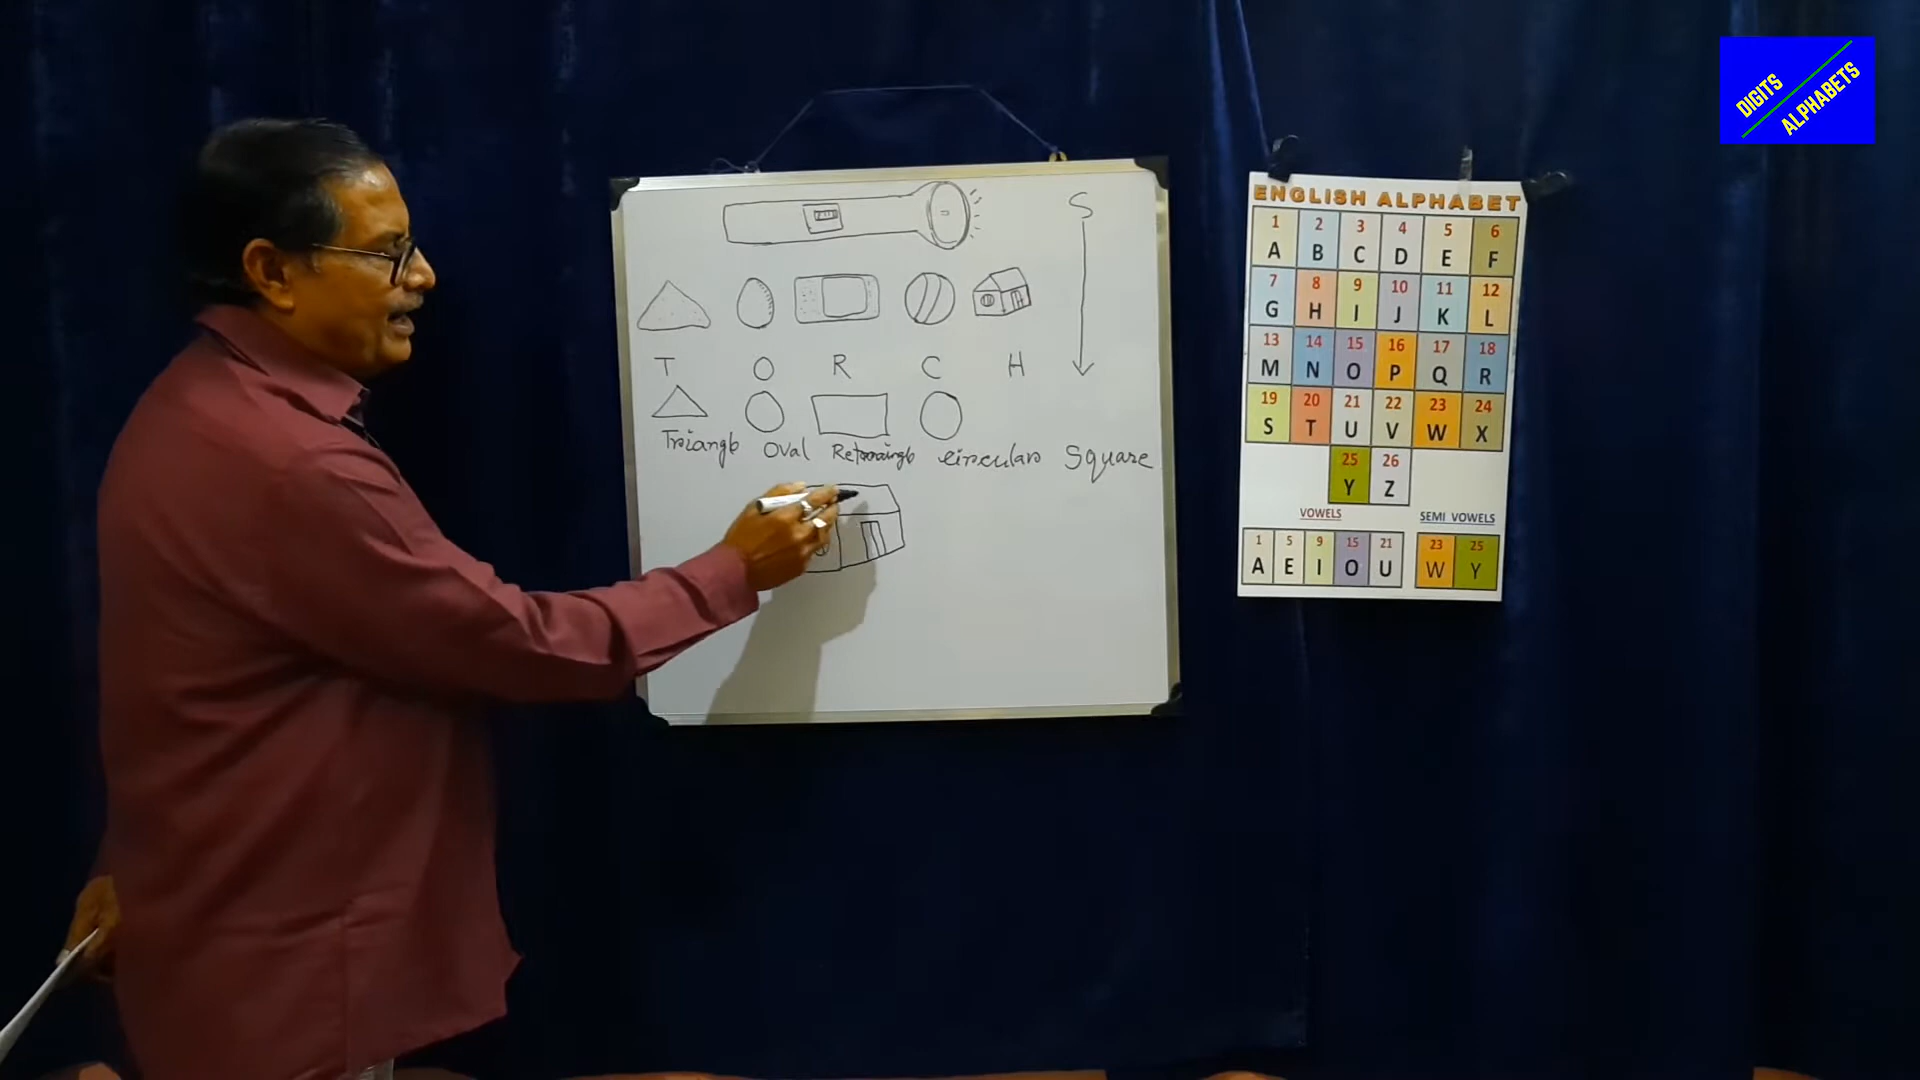 DIGITS
ALPHABETS
S
T O R C H
Triangb Oval circular Square
ENGLISH ALPHABET
1 2 3 4 5 6
A B C D E F
7 8 9 10 11 12
G H I J K L
13 14 15 16 17 18
M N O P Q R
19 20 21 22 23 24
S T U V W X
25 26
Y Z
VOWELS SEMI VOWELS
1 5 9 15 21 23 25
A E I O U W Y